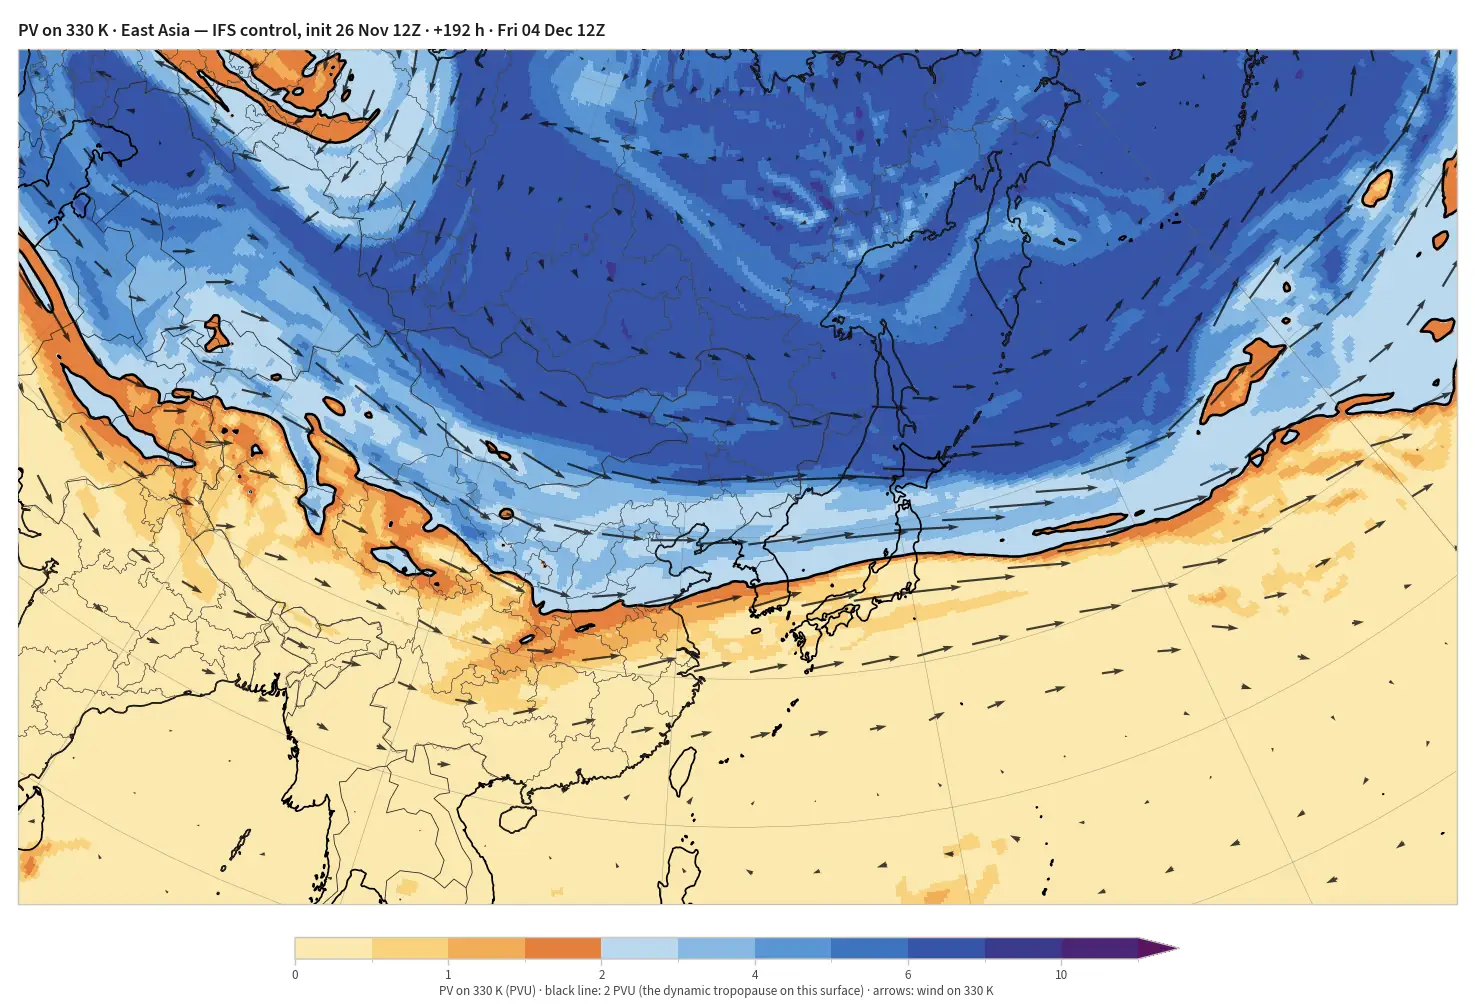 PV on 330 K · East Asia — IFS control, init 26 Nov 12Z · +192 h · Fri 04 Dec 12Z
0 1 2 4 6 10
PV on 330 K (PVU) · black line: 2 PVU (the dynamic tropopause on this surface) · arrows: wind on 330 K